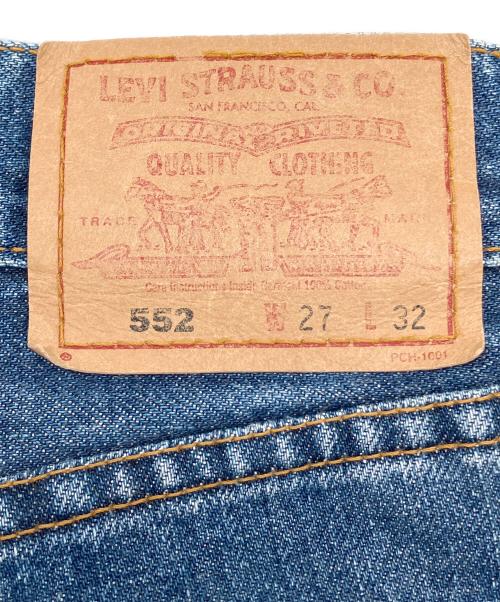 LEVI STRAUSS & CO.
SAN FRANCISCO, CAL.
ORIGINAL RIVETED
QUALITY CLOTHING
TRADE MARK
Care Instructions Inside Garment 100% Cotton
552 W 27 L 32
® PCH-1001